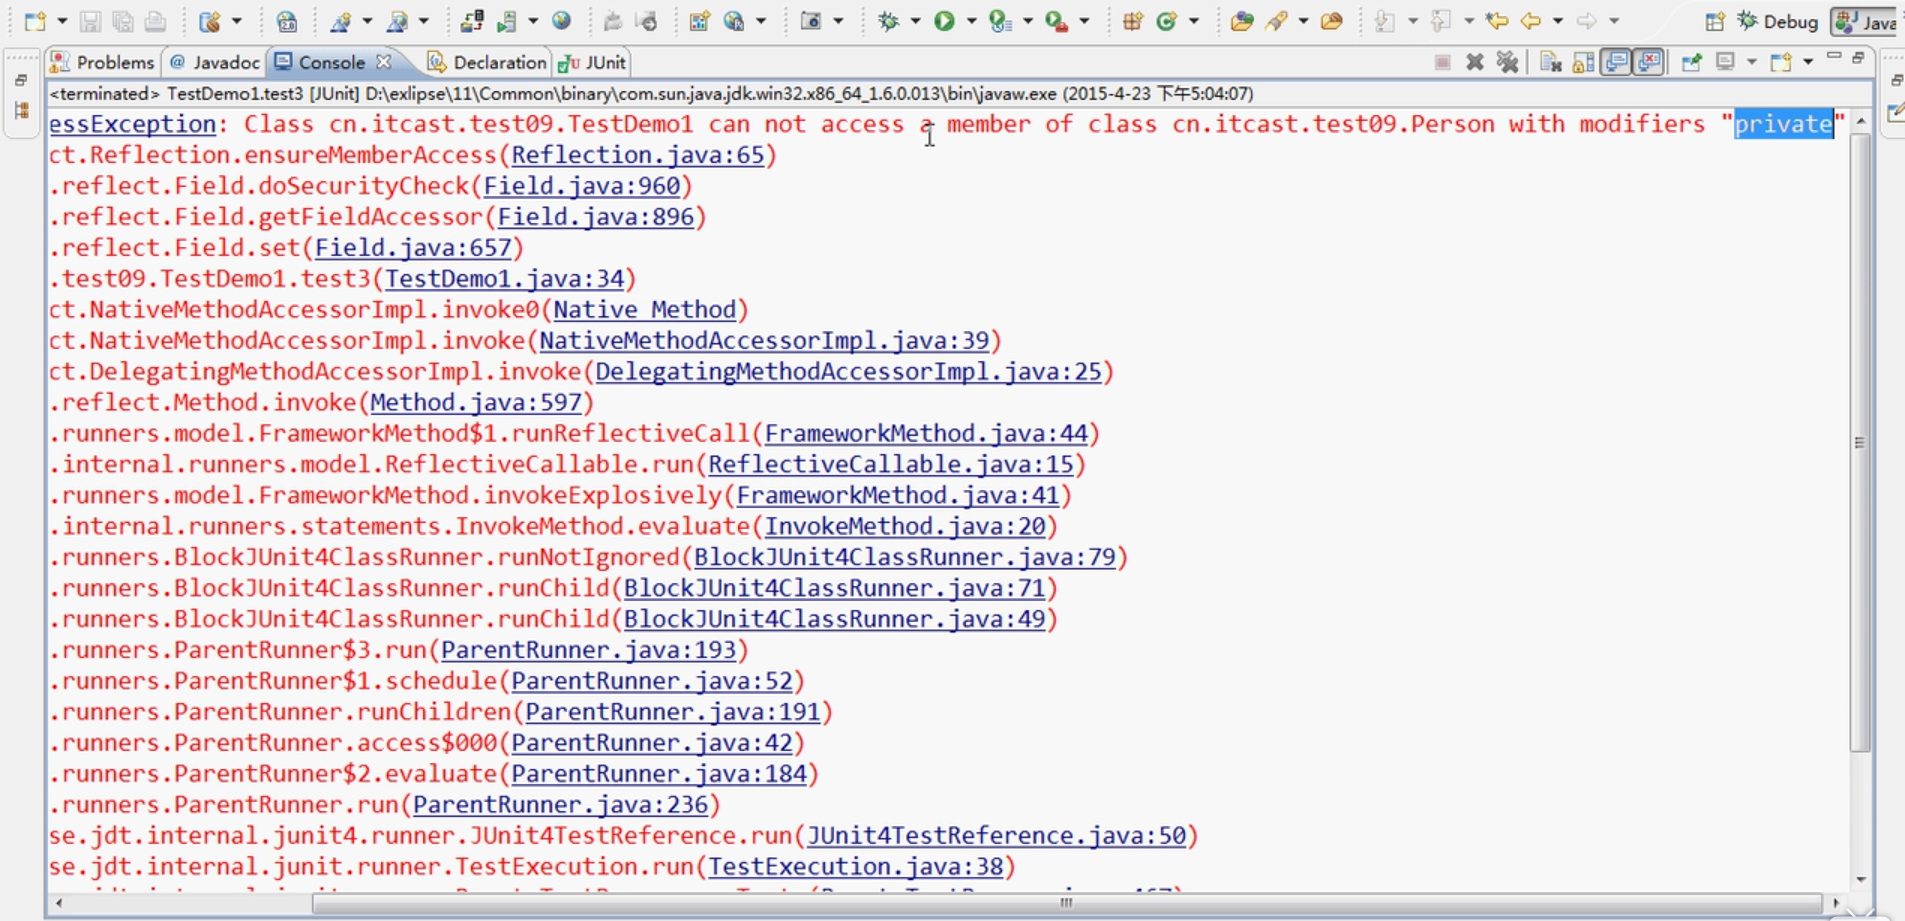 Debug Java
Problems @ Javadoc Console Declaration JUnit
<terminated> TestDemo1.test3 [JUnit] D:\exlipse\11\Common\binary\com.sun.java.jdk.win32.x86_64_1.6.0.013\bin\javaw.exe (2015-4-23 下午5:04:07)
essException: Class cn.itcast.test09.TestDemo1 can not access a member of class cn.itcast.test09.Person with modifiers "private"
ct.Reflection.ensureMemberAccess(Reflection.java:65)
.reflect.Field.doSecurityCheck(Field.java:960)
.reflect.Field.getFieldAccessor(Field.java:896)
.reflect.Field.set(Field.java:657)
.test09.TestDemo1.test3(TestDemo1.java:34)
ct.NativeMethodAccessorImpl.invoke0(Native Method)
ct.NativeMethodAccessorImpl.invoke(NativeMethodAccessorImpl.java:39)
ct.DelegatingMethodAccessorImpl.invoke(DelegatingMethodAccessorImpl.java:25)
.reflect.Method.invoke(Method.java:597)
.runners.model.FrameworkMethod$1.runReflectiveCall(FrameworkMethod.java:44)
.internal.runners.model.ReflectiveCallable.run(ReflectiveCallable.java:15)
.runners.model.FrameworkMethod.invokeExplosively(FrameworkMethod.java:41)
.internal.runners.statements.InvokeMethod.evaluate(InvokeMethod.java:20)
.runners.BlockJUnit4ClassRunner.runNotIgnored(BlockJUnit4ClassRunner.java:79)
.runners.BlockJUnit4ClassRunner.runChild(BlockJUnit4ClassRunner.java:71)
.runners.BlockJUnit4ClassRunner.runChild(BlockJUnit4ClassRunner.java:49)
.runners.ParentRunner$3.run(ParentRunner.java:193)
.runners.ParentRunner$1.schedule(ParentRunner.java:52)
.runners.ParentRunner.runChildren(ParentRunner.java:191)
.runners.ParentRunner.access$000(ParentRunner.java:42)
.runners.ParentRunner$2.evaluate(ParentRunner.java:184)
.runners.ParentRunner.run(ParentRunner.java:236)
se.jdt.internal.junit4.runner.JUnit4TestReference.run(JUnit4TestReference.java:50)
se.jdt.internal.junit.runner.TestExecution.run(TestExecution.java:38)